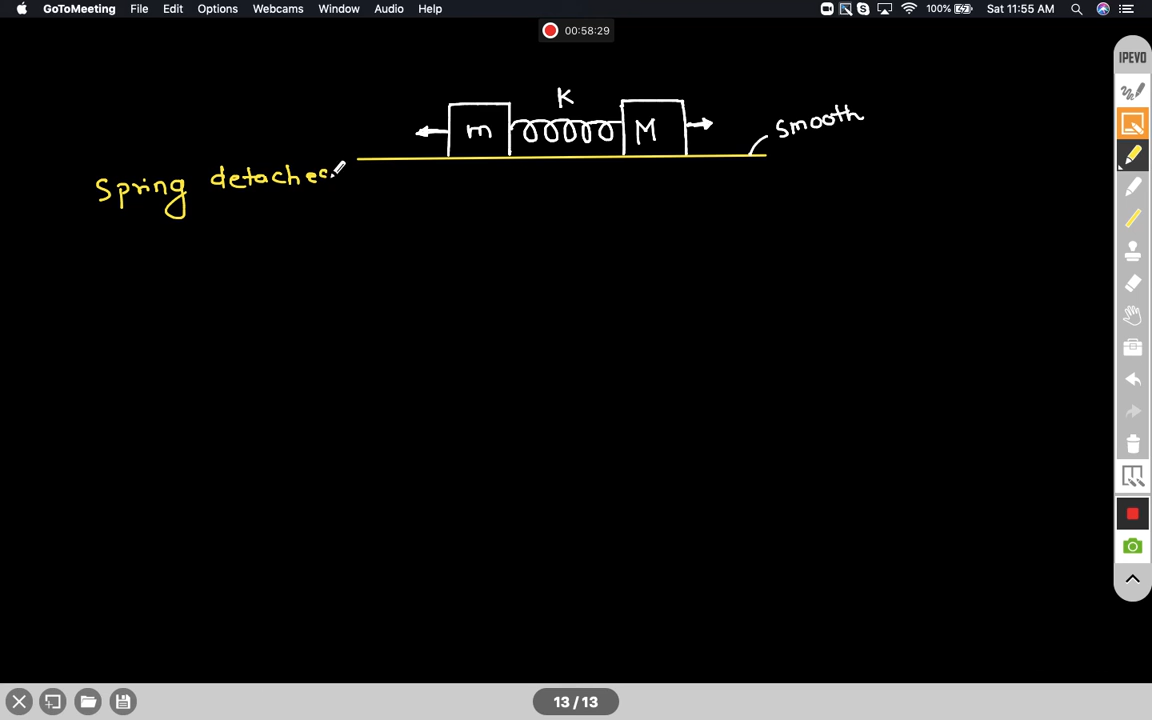 GoToMeeting File Edit Options Webcams Window Audio Help 100% Sat 11:55 AM
00:58:29
IPEVO
K
m M
smooth
Spring detaches
13 / 13